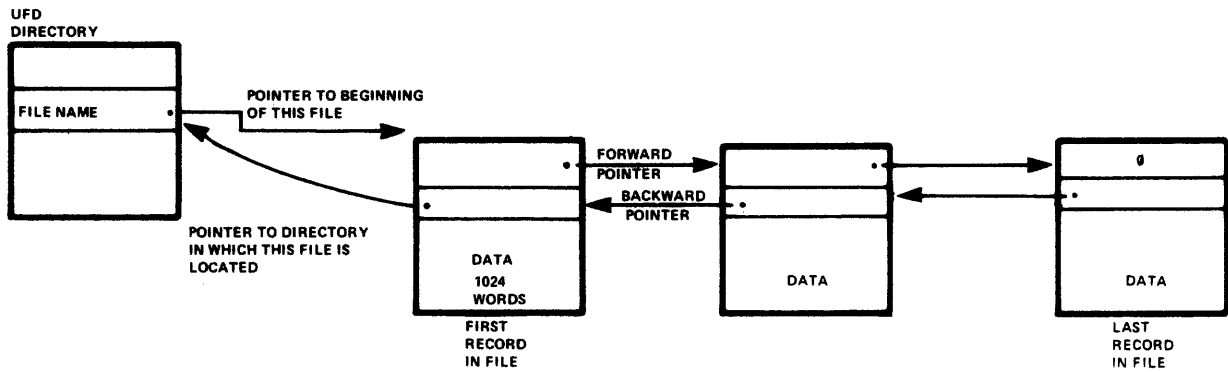 UFD
DIRECTORY
FILE NAME
POINTER TO BEGINNING
OF THIS FILE
POINTER TO DIRECTORY
IN WHICH THIS FILE IS
LOCATED
FORWARD
POINTER
BACKWARD
POINTER
DATA
1024
WORDS
FIRST
RECORD
IN FILE
DATA
0
DATA
LAST
RECORD
IN FILE